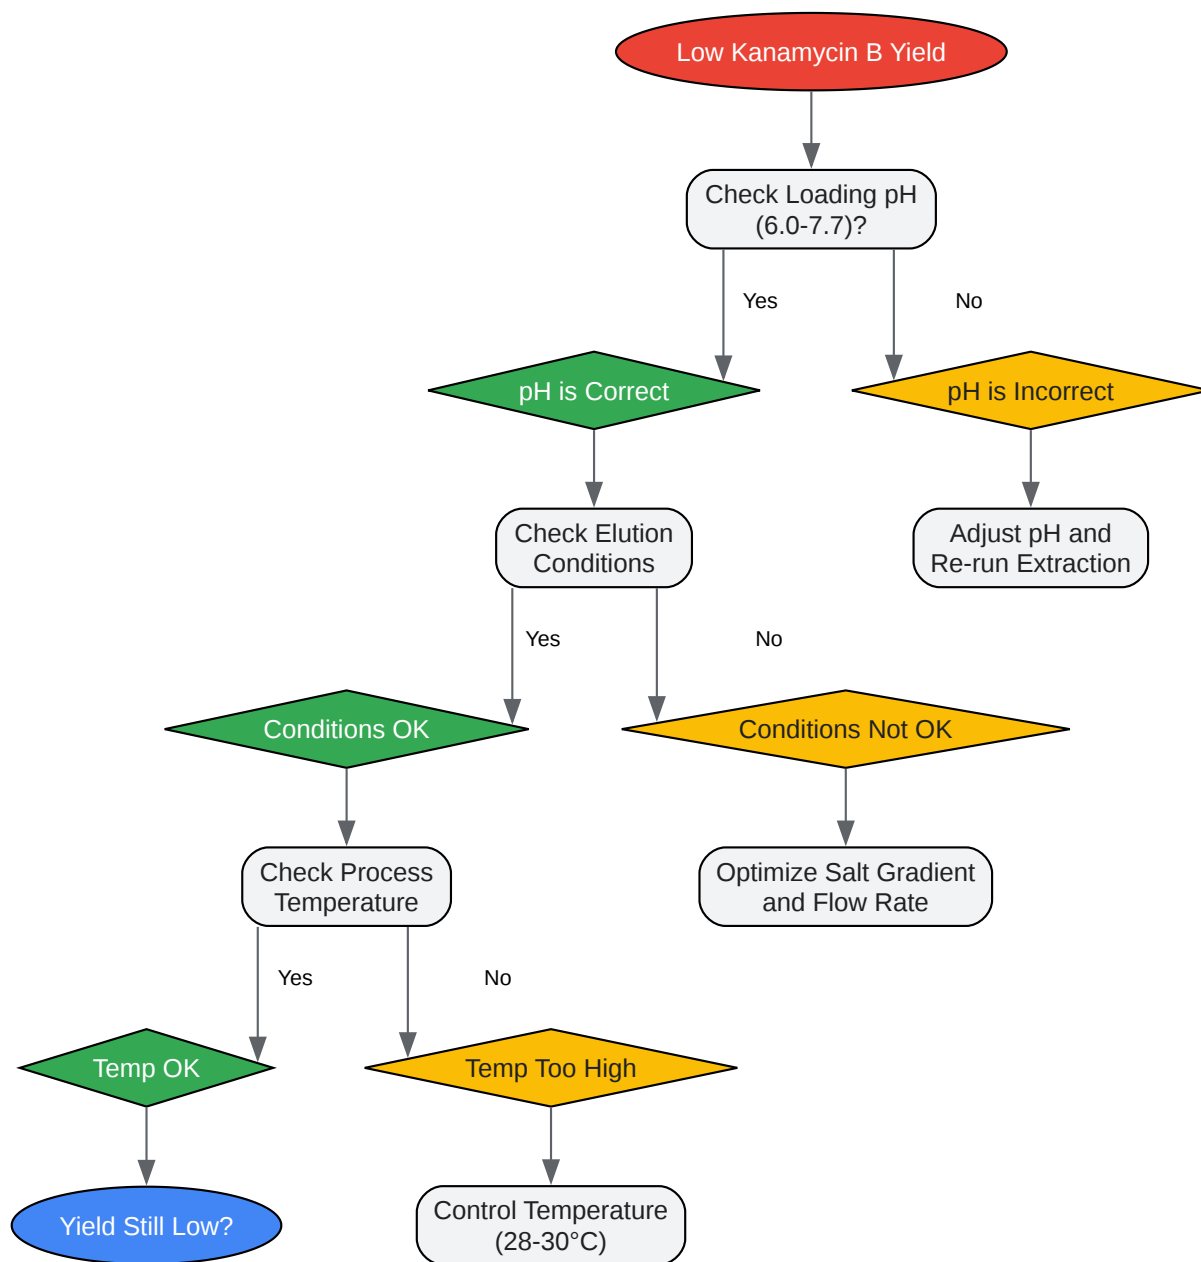 Low Kanamycin B Yield
Check Loading pH
(6.0-7.7)?
Yes
No
pH is Correct
pH is Incorrect
Check Elution
Conditions
Adjust pH and
Re-run Extraction
Yes
No
Conditions OK
Conditions Not OK
Check Process
Temperature
Optimize Salt Gradient
and Flow Rate
Yes
No
Temp OK
Temp Too High
Yield Still Low?
Control Temperature
(28-30°C)